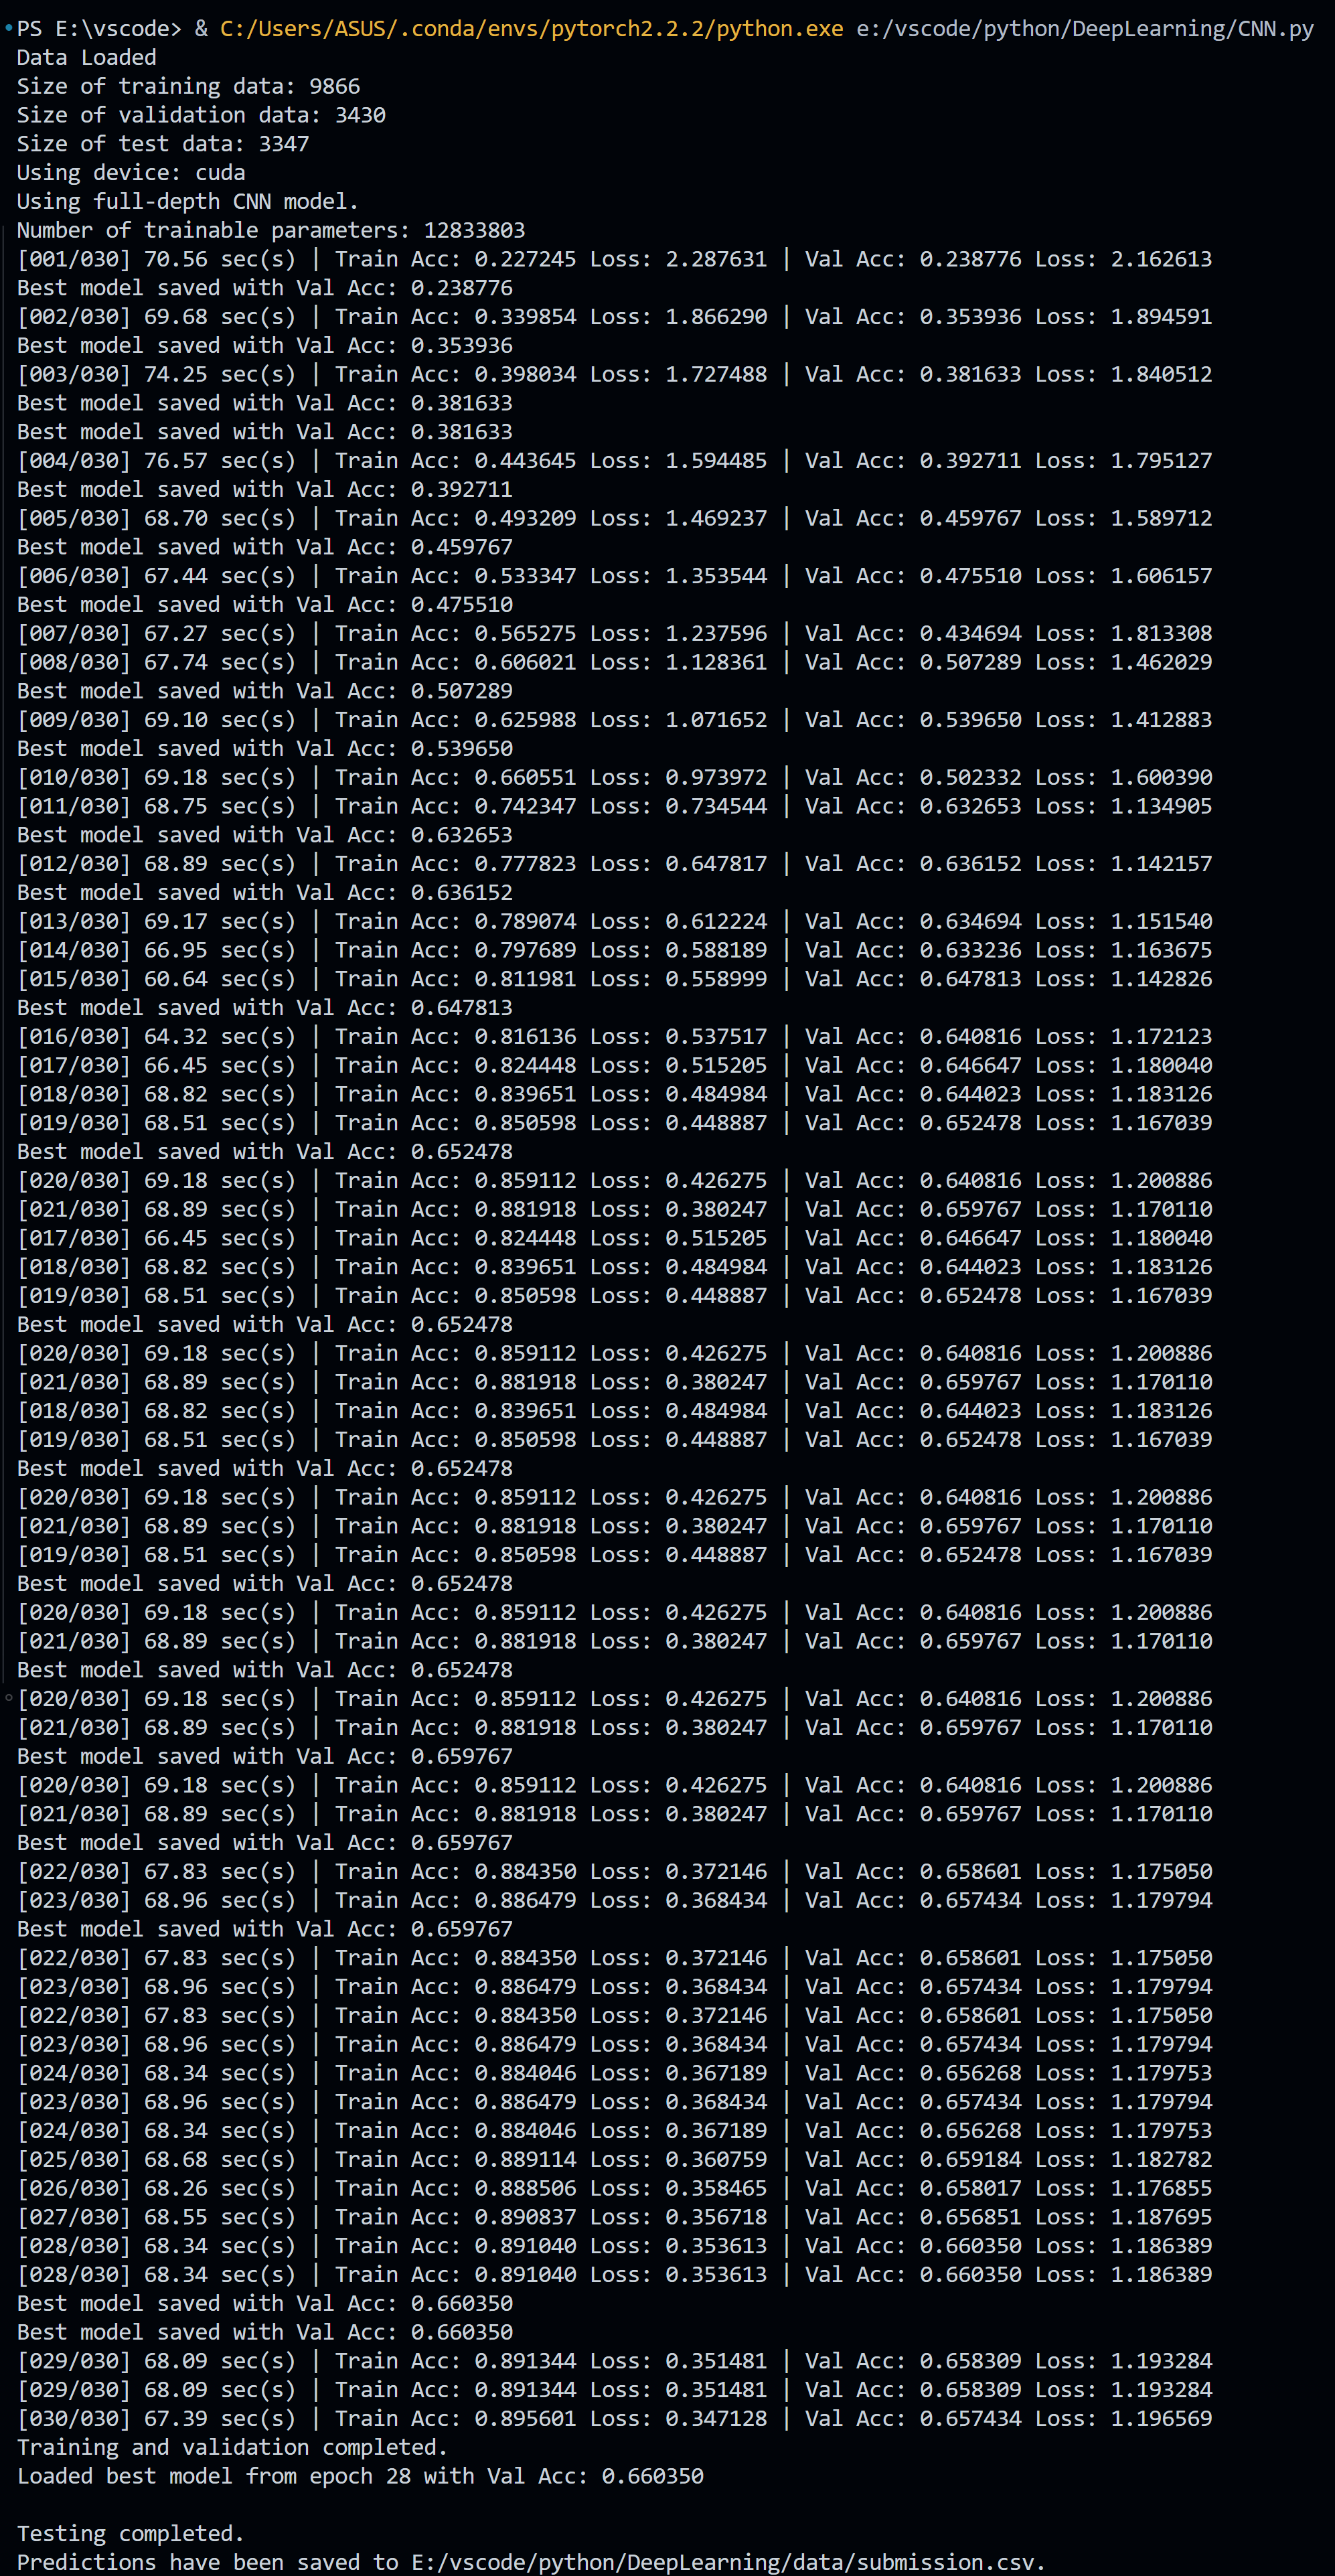 PS E:\vscode> & C:/Users/ASUS/.conda/envs/pytorch2.2.2/python.exe e:/vscode/python/DeepLearning/CNN.py
Data Loaded
Size of training data: 9866
Size of validation data: 3430
Size of test data: 3347
Using device: cuda
Using full-depth CNN model.
Number of trainable parameters: 12833803
[001/030] 70.56 sec(s) | Train Acc: 0.227245 Loss: 2.287631 | Val Acc: 0.238776 Loss: 2.162613
Best model saved with Val Acc: 0.238776
[002/030] 69.68 sec(s) | Train Acc: 0.339854 Loss: 1.866290 | Val Acc: 0.353936 Loss: 1.894591
Best model saved with Val Acc: 0.353936
[003/030] 74.25 sec(s) | Train Acc: 0.398034 Loss: 1.727488 | Val Acc: 0.381633 Loss: 1.840512
Best model saved with Val Acc: 0.381633
Best model saved with Val Acc: 0.381633
[004/030] 76.57 sec(s) | Train Acc: 0.443645 Loss: 1.594485 | Val Acc: 0.392711 Loss: 1.795127
Best model saved with Val Acc: 0.392711
[005/030] 68.70 sec(s) | Train Acc: 0.493209 Loss: 1.469237 | Val Acc: 0.459767 Loss: 1.589712
Best model saved with Val Acc: 0.459767
[006/030] 67.44 sec(s) | Train Acc: 0.533347 Loss: 1.353544 | Val Acc: 0.475510 Loss: 1.606157
Best model saved with Val Acc: 0.475510
[007/030] 67.27 sec(s) | Train Acc: 0.565275 Loss: 1.237596 | Val Acc: 0.434694 Loss: 1.813308
[008/030] 67.74 sec(s) | Train Acc: 0.606021 Loss: 1.128361 | Val Acc: 0.507289 Loss: 1.462029
Best model saved with Val Acc: 0.507289
[009/030] 69.10 sec(s) | Train Acc: 0.625988 Loss: 1.071652 | Val Acc: 0.539650 Loss: 1.412883
Best model saved with Val Acc: 0.539650
[010/030] 69.18 sec(s) | Train Acc: 0.660551 Loss: 0.973972 | Val Acc: 0.502332 Loss: 1.600390
[011/030] 68.75 sec(s) | Train Acc: 0.742347 Loss: 0.734544 | Val Acc: 0.632653 Loss: 1.134905
Best model saved with Val Acc: 0.632653
[012/030] 68.89 sec(s) | Train Acc: 0.777823 Loss: 0.647817 | Val Acc: 0.636152 Loss: 1.142157
Best model saved with Val Acc: 0.636152
[013/030] 69.17 sec(s) | Train Acc: 0.789074 Loss: 0.612224 | Val Acc: 0.634694 Loss: 1.151540
[014/030] 66.95 sec(s) | Train Acc: 0.797689 Loss: 0.588189 | Val Acc: 0.633236 Loss: 1.163675
[015/030] 60.64 sec(s) | Train Acc: 0.811981 Loss: 0.558999 | Val Acc: 0.647813 Loss: 1.142826
Best model saved with Val Acc: 0.647813
[016/030] 64.32 sec(s) | Train Acc: 0.816136 Loss: 0.537517 | Val Acc: 0.640816 Loss: 1.172123
[017/030] 66.45 sec(s) | Train Acc: 0.824448 Loss: 0.515205 | Val Acc: 0.646647 Loss: 1.180040
[018/030] 68.82 sec(s) | Train Acc: 0.839651 Loss: 0.484984 | Val Acc: 0.644023 Loss: 1.183126
[019/030] 68.51 sec(s) | Train Acc: 0.850598 Loss: 0.448887 | Val Acc: 0.652478 Loss: 1.167039
Best model saved with Val Acc: 0.652478
[020/030] 69.18 sec(s) | Train Acc: 0.859112 Loss: 0.426275 | Val Acc: 0.640816 Loss: 1.200886
[021/030] 68.89 sec(s) | Train Acc: 0.881918 Loss: 0.380247 | Val Acc: 0.659767 Loss: 1.170110
[017/030] 66.45 sec(s) | Train Acc: 0.824448 Loss: 0.515205 | Val Acc: 0.646647 Loss: 1.180040
[018/030] 68.82 sec(s) | Train Acc: 0.839651 Loss: 0.484984 | Val Acc: 0.644023 Loss: 1.183126
[019/030] 68.51 sec(s) | Train Acc: 0.850598 Loss: 0.448887 | Val Acc: 0.652478 Loss: 1.167039
Best model saved with Val Acc: 0.652478
[020/030] 69.18 sec(s) | Train Acc: 0.859112 Loss: 0.426275 | Val Acc: 0.640816 Loss: 1.200886
[021/030] 68.89 sec(s) | Train Acc: 0.881918 Loss: 0.380247 | Val Acc: 0.659767 Loss: 1.170110
[018/030] 68.82 sec(s) | Train Acc: 0.839651 Loss: 0.484984 | Val Acc: 0.644023 Loss: 1.183126
[019/030] 68.51 sec(s) | Train Acc: 0.850598 Loss: 0.448887 | Val Acc: 0.652478 Loss: 1.167039
Best model saved with Val Acc: 0.652478
[020/030] 69.18 sec(s) | Train Acc: 0.859112 Loss: 0.426275 | Val Acc: 0.640816 Loss: 1.200886
[021/030] 68.89 sec(s) | Train Acc: 0.881918 Loss: 0.380247 | Val Acc: 0.659767 Loss: 1.170110
[019/030] 68.51 sec(s) | Train Acc: 0.850598 Loss: 0.448887 | Val Acc: 0.652478 Loss: 1.167039
Best model saved with Val Acc: 0.652478
[020/030] 69.18 sec(s) | Train Acc: 0.859112 Loss: 0.426275 | Val Acc: 0.640816 Loss: 1.200886
[021/030] 68.89 sec(s) | Train Acc: 0.881918 Loss: 0.380247 | Val Acc: 0.659767 Loss: 1.170110
Best model saved with Val Acc: 0.652478
[020/030] 69.18 sec(s) | Train Acc: 0.859112 Loss: 0.426275 | Val Acc: 0.640816 Loss: 1.200886
[021/030] 68.89 sec(s) | Train Acc: 0.881918 Loss: 0.380247 | Val Acc: 0.659767 Loss: 1.170110
Best model saved with Val Acc: 0.659767
[020/030] 69.18 sec(s) | Train Acc: 0.859112 Loss: 0.426275 | Val Acc: 0.640816 Loss: 1.200886
[021/030] 68.89 sec(s) | Train Acc: 0.881918 Loss: 0.380247 | Val Acc: 0.659767 Loss: 1.170110
Best model saved with Val Acc: 0.659767
[022/030] 67.83 sec(s) | Train Acc: 0.884350 Loss: 0.372146 | Val Acc: 0.658601 Loss: 1.175050
[023/030] 68.96 sec(s) | Train Acc: 0.886479 Loss: 0.368434 | Val Acc: 0.657434 Loss: 1.179794
Best model saved with Val Acc: 0.659767
[022/030] 67.83 sec(s) | Train Acc: 0.884350 Loss: 0.372146 | Val Acc: 0.658601 Loss: 1.175050
[023/030] 68.96 sec(s) | Train Acc: 0.886479 Loss: 0.368434 | Val Acc: 0.657434 Loss: 1.179794
[022/030] 67.83 sec(s) | Train Acc: 0.884350 Loss: 0.372146 | Val Acc: 0.658601 Loss: 1.175050
[023/030] 68.96 sec(s) | Train Acc: 0.886479 Loss: 0.368434 | Val Acc: 0.657434 Loss: 1.179794
[024/030] 68.34 sec(s) | Train Acc: 0.884046 Loss: 0.367189 | Val Acc: 0.656268 Loss: 1.179753
[023/030] 68.96 sec(s) | Train Acc: 0.886479 Loss: 0.368434 | Val Acc: 0.657434 Loss: 1.179794
[024/030] 68.34 sec(s) | Train Acc: 0.884046 Loss: 0.367189 | Val Acc: 0.656268 Loss: 1.179753
[025/030] 68.68 sec(s) | Train Acc: 0.889114 Loss: 0.360759 | Val Acc: 0.659184 Loss: 1.182782
[026/030] 68.26 sec(s) | Train Acc: 0.888506 Loss: 0.358465 | Val Acc: 0.658017 Loss: 1.176855
[027/030] 68.55 sec(s) | Train Acc: 0.890837 Loss: 0.356718 | Val Acc: 0.656851 Loss: 1.187695
[028/030] 68.34 sec(s) | Train Acc: 0.891040 Loss: 0.353613 | Val Acc: 0.660350 Loss: 1.186389
[028/030] 68.34 sec(s) | Train Acc: 0.891040 Loss: 0.353613 | Val Acc: 0.660350 Loss: 1.186389
Best model saved with Val Acc: 0.660350
Best model saved with Val Acc: 0.660350
[029/030] 68.09 sec(s) | Train Acc: 0.891344 Loss: 0.351481 | Val Acc: 0.658309 Loss: 1.193284
[029/030] 68.09 sec(s) | Train Acc: 0.891344 Loss: 0.351481 | Val Acc: 0.658309 Loss: 1.193284
[030/030] 67.39 sec(s) | Train Acc: 0.895601 Loss: 0.347128 | Val Acc: 0.657434 Loss: 1.196569
Training and validation completed.
Loaded best model from epoch 28 with Val Acc: 0.660350
Testing completed.
Predictions have been saved to E:/vscode/python/DeepLearning/data/submission.csv.